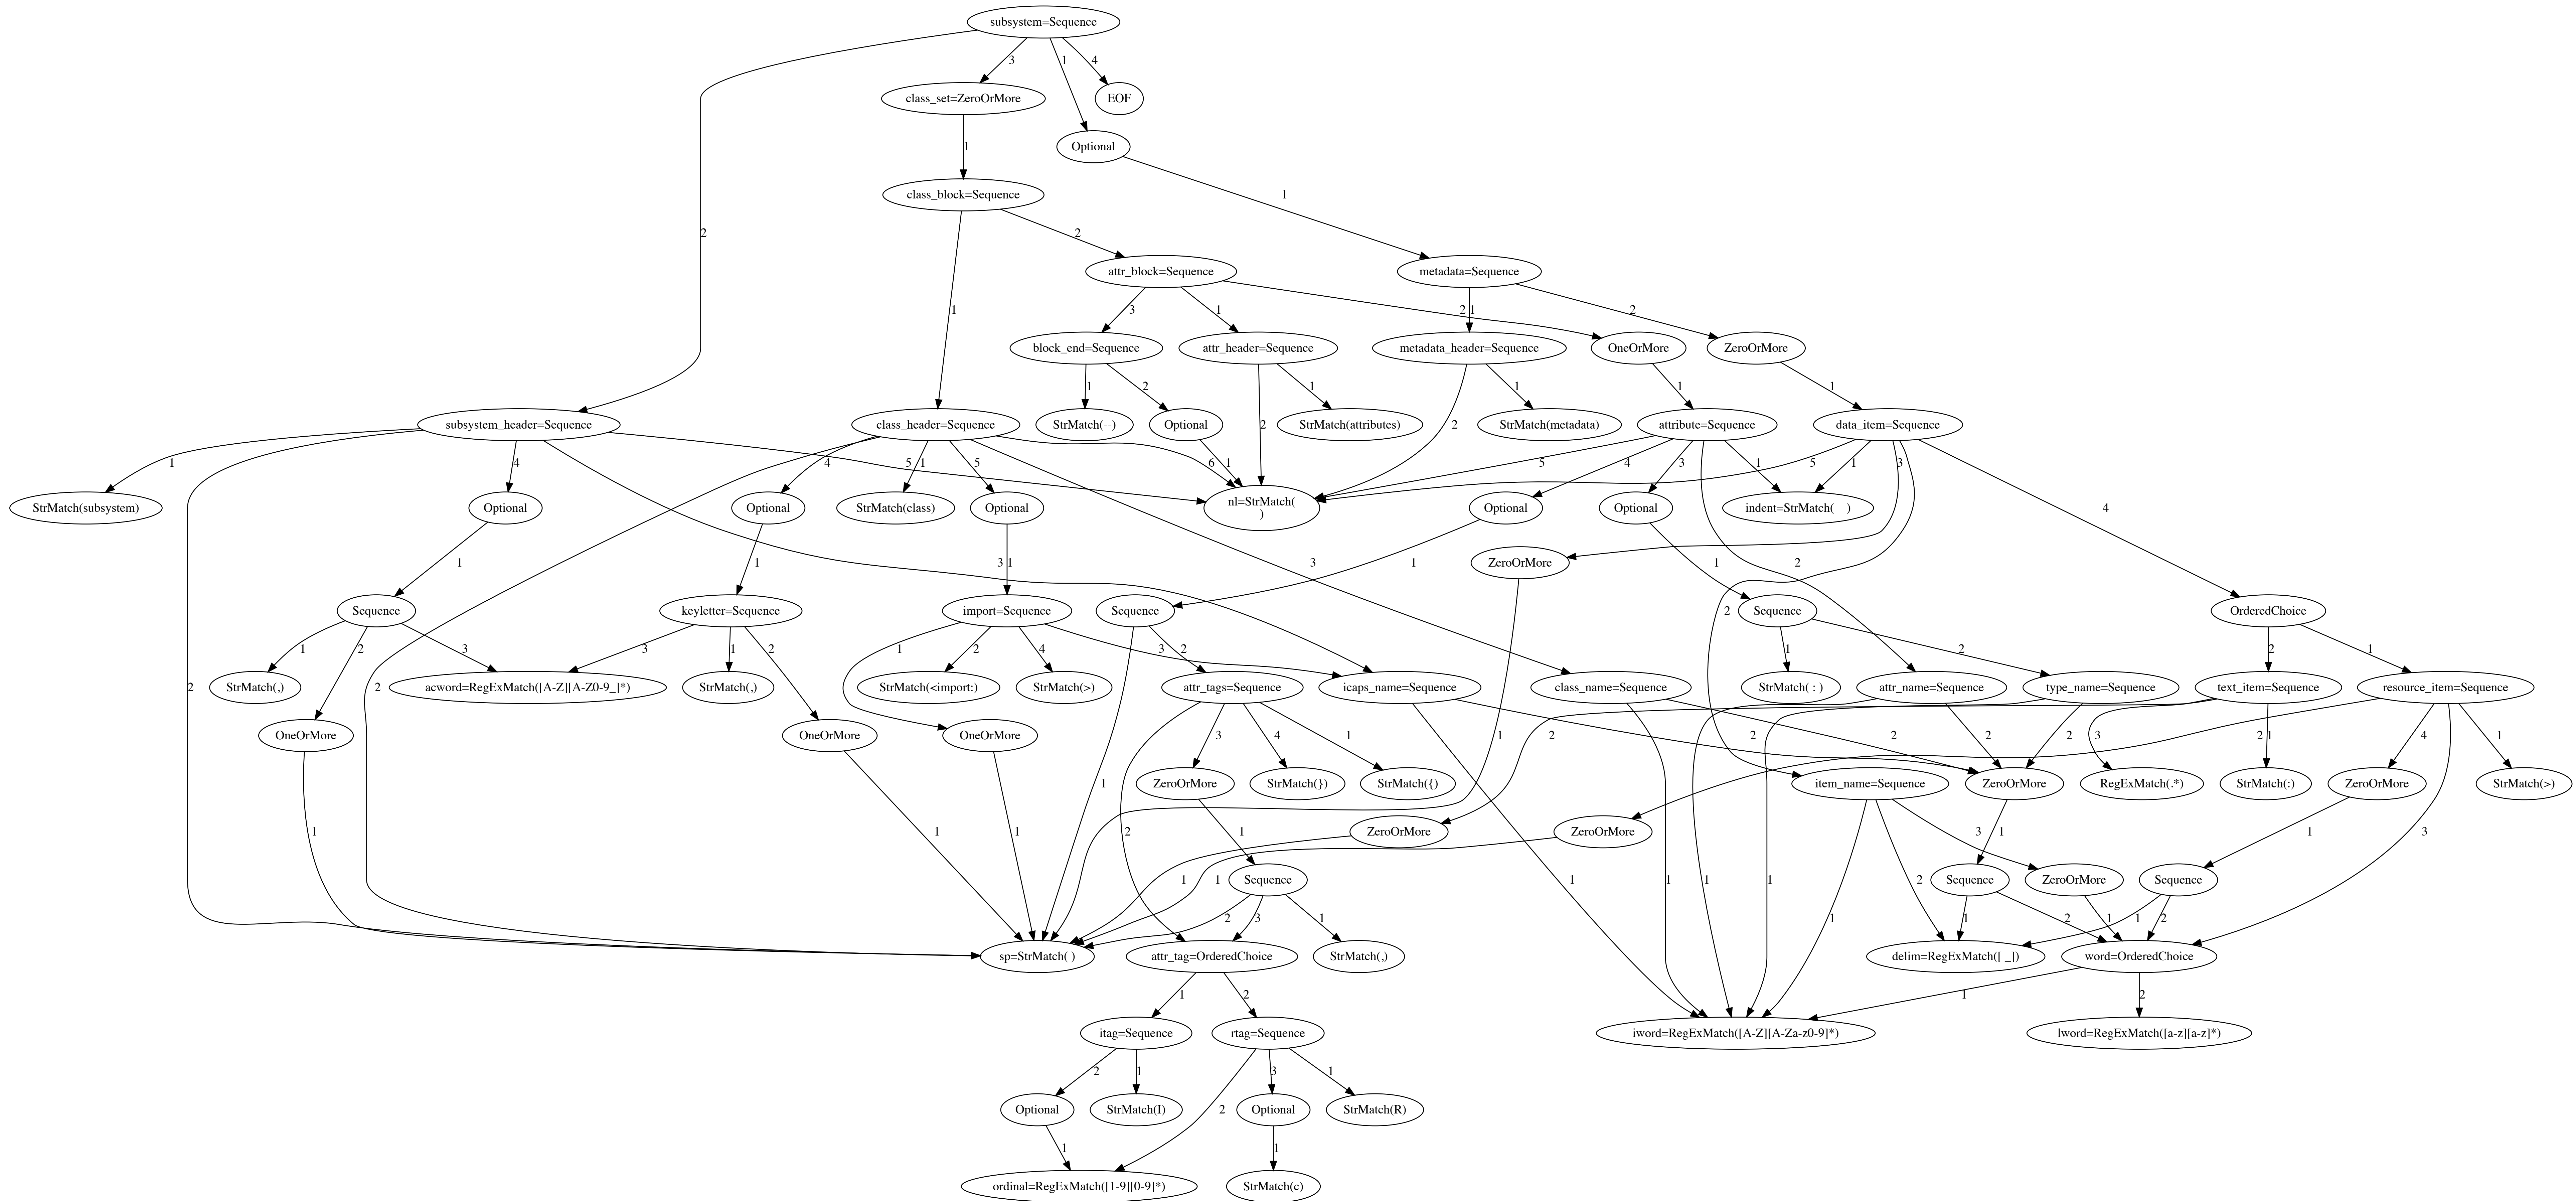 subsystem=Sequence
3
1
4
class_set=ZeroOrMore
EOF
Optional
1
class_block=Sequence
1
2
2
attr_block=Sequence
metadata=Sequence
1
3
1
2
1
2
block_end=Sequence
attr_header=Sequence
metadata_header=Sequence
OneOrMore
ZeroOrMore
1
2
1
1
1
1
subsystem_header=Sequence
class_header=Sequence
StrMatch(--)
Optional
2
StrMatch(attributes)
2
StrMatch(metadata)
attribute=Sequence
data_item=Sequence
1
4
5
4
1
5
6
1
5
4
3
1
5
1
3
StrMatch(subsystem)
Optional
Optional
StrMatch(class)
Optional
nl=StrMatch(
)
Optional
Optional
indent=StrMatch(    )
4
1
1
3
1
3
ZeroOrMore
1
1
2
Sequence
keyletter=Sequence
import=Sequence
Sequence
Sequence
2
OrderedChoice
1
2
3
3
1
2
1
2
4
3
2
1
2
2
1
StrMatch(,)
acword=RegExMatch([A-Z][A-Z0-9_]*)
StrMatch(,)
StrMatch(<import:)
StrMatch(>)
attr_tags=Sequence
icaps_name=Sequence
class_name=Sequence
StrMatch( : )
attr_name=Sequence
type_name=Sequence
text_item=Sequence
resource_item=Sequence
2
2
OneOrMore
OneOrMore
OneOrMore
3
4
1
1
2
2
2
2
2
3
1
2
4
1
ZeroOrMore
StrMatch(})
StrMatch({)
item_name=Sequence
ZeroOrMore
RegExMatch(.*)
StrMatch(:)
ZeroOrMore
StrMatch(>)
1
1
1
1
2
1
ZeroOrMore
ZeroOrMore
3
1
1
3
Sequence
1
1
1
1
1
1
2
Sequence
ZeroOrMore
Sequence
2
3
1
1
1
2
1
1
2
sp=StrMatch( )
attr_tag=OrderedChoice
StrMatch(,)
delim=RegExMatch([ _])
word=OrderedChoice
1
2
1
2
itag=Sequence
rtag=Sequence
iword=RegExMatch([A-Z][A-Za-z0-9]*)
lword=RegExMatch([a-z][a-z]*)
2
1
3
1
Optional
StrMatch(I)
2
Optional
StrMatch(R)
1
1
ordinal=RegExMatch([1-9][0-9]*)
StrMatch(c)